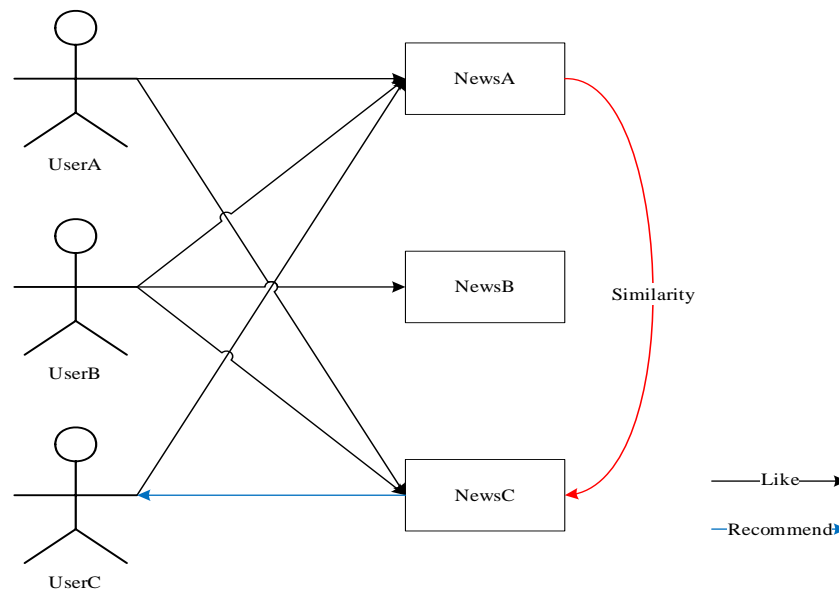 NewsA
UserA
NewsB
Similarity
UserB
NewsC
Like
Recommend
UserC